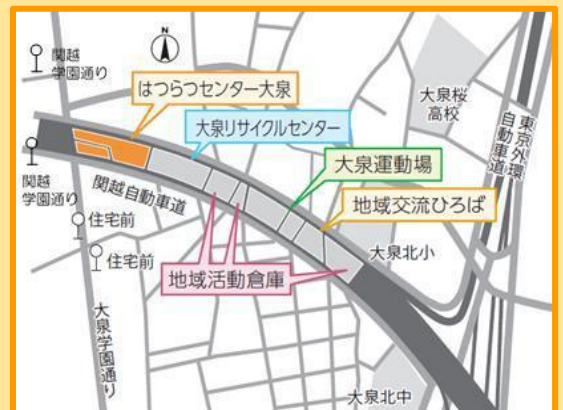 関越
学園通り
N
はつらつセンター大泉
大泉リサイクルセンター
大泉桜
高校
東京外環
自動車道
大泉運動場
関越
学園通り
関越自動車道
地域交流ひろば
住宅前
大泉北小
住宅前
地域活動倉庫
大泉学園通り
大泉北中